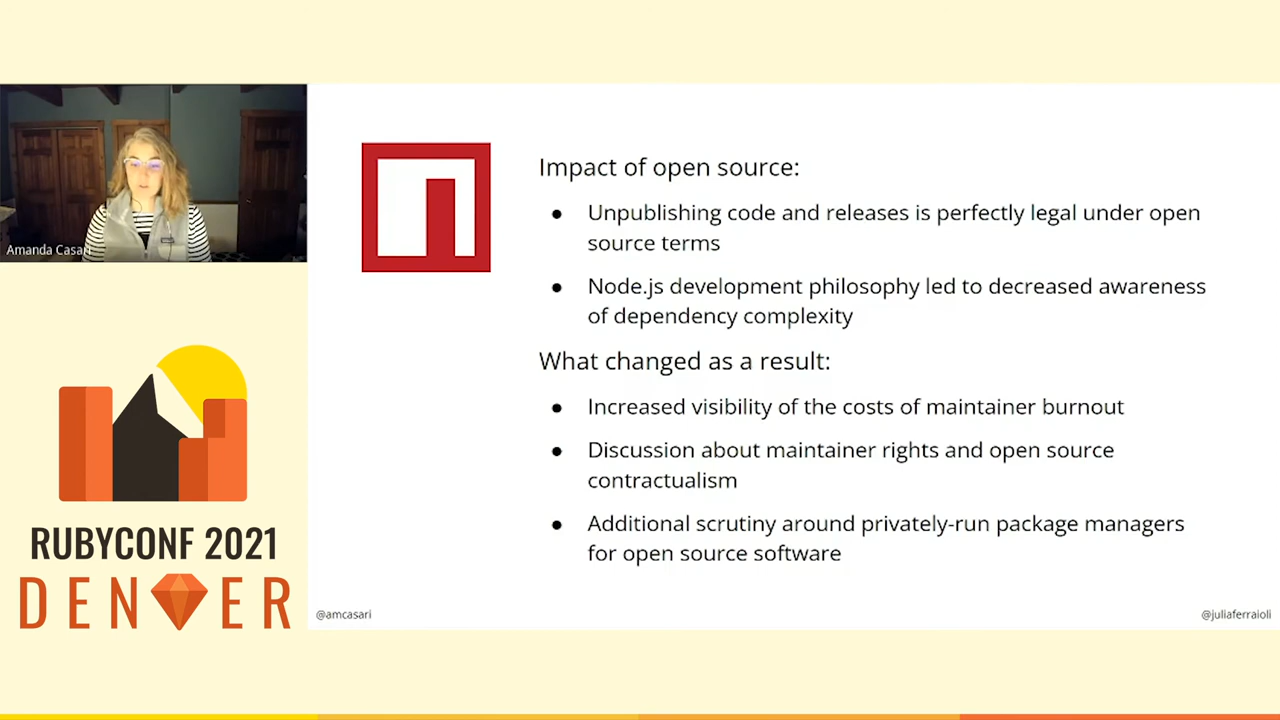 Amanda Casari
RUBYCONF 2021
DENVER
Impact of open source:
● Unpublishing code and releases is perfectly legal under open
source terms
● Node.js development philosophy led to decreased awareness
of dependency complexity
What changed as a result:
● Increased visibility of the costs of maintainer burnout
● Discussion about maintainer rights and open source
contractualism
● Additional scrutiny around privately-run package managers
for open source software
@amcasari
@juliaferraioli